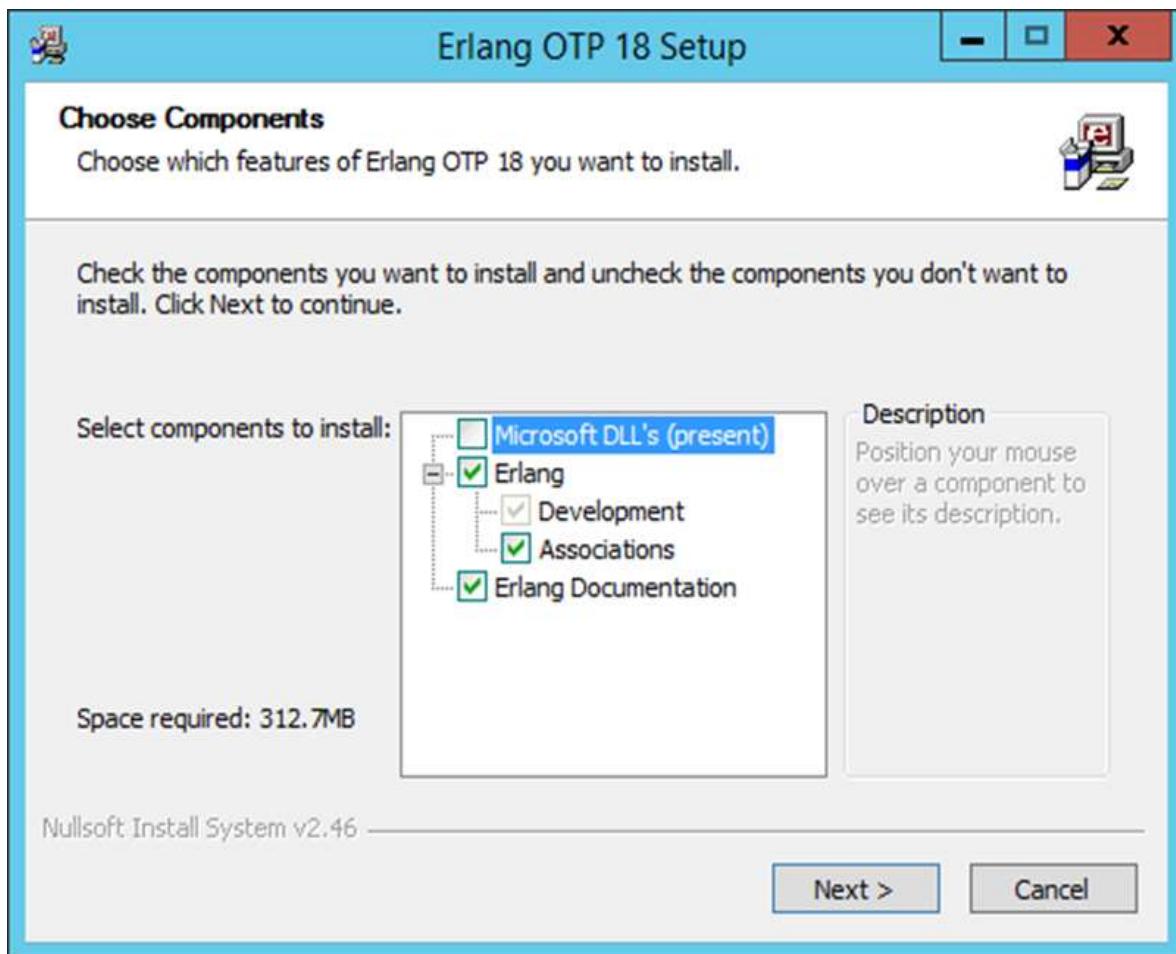 Erlang OTP 18 Setup
Choose Components
Choose which features of Erlang OTP 18 you want to install.
Check the components you want to install and uncheck the components you don't want to
install. Click Next to continue.
Select components to install:
Microsoft DLL's (present)
Erlang
Development
Associations
Erlang Documentation
Description
Position your mouse
over a component to
see its description.
Space required: 312.7MB
Nullsoft Install System v2.46
Next >
Cancel